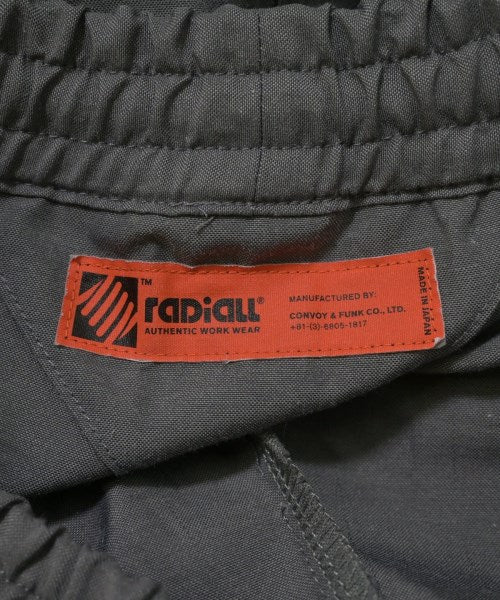 TM
radiall®
AUTHENTIC WORK WEAR
MANUFACTURED BY:
CONVOY & FUNK CO., LTD.
+81-(3)-6805-1817
MADE IN JAPAN